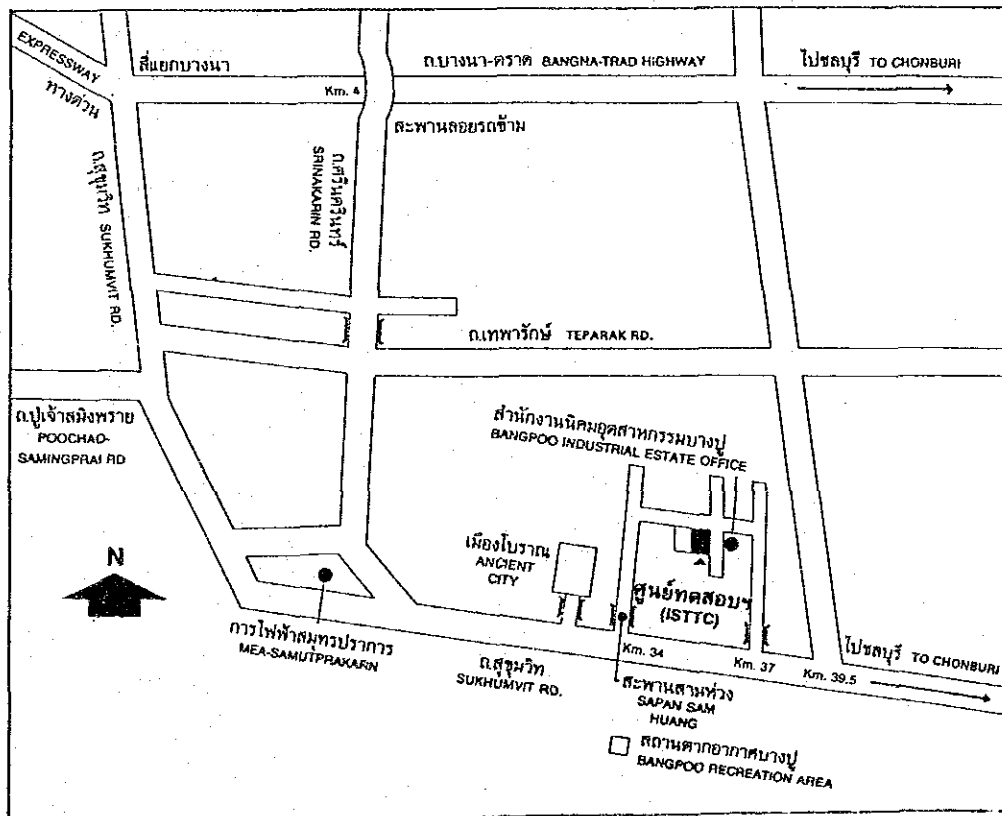 EXPRESSWAY
ทางด่วน
สี่แยกบางนา
ถ.บางนา-ตราด BANGNA-TRAD HIGHWAY
ไปชลบุรี TO CHONBURI
Km. 4
สะพานลอยรถข้าม
ถ.สุขุมวิท SUKHUMVIT RD.
ถ.ศรีนครินทร์
SRINAKARIN RD.
ถ.เทพารักษ์ TEPARAK RD.
ถ.ปู่เจ้าสมิงพราย
POOCHAO-
SAMINGPRAI RD
สำนักงานนิคมอุตสาหกรรมบางปู
BANGPOO INDUSTRIAL ESTATE OFFICE
N
เมืองโบราณ
ANCIENT
CITY
ศูนย์ทดสอบฯ
(ISTTC)
การไฟฟ้าสมุทรปราการ
MEA-SAMUTPRAKARN
ถ.สุขุมวิท
SUKHUMVIT RD.
Km. 34
Km. 37
Km. 39.5
ไปชลบุรี TO CHONBURI
สะพานสามห่วง
SAPAN SAM
HUANG
สถานตากอากาศบางปู
BANGPOO RECREATION AREA